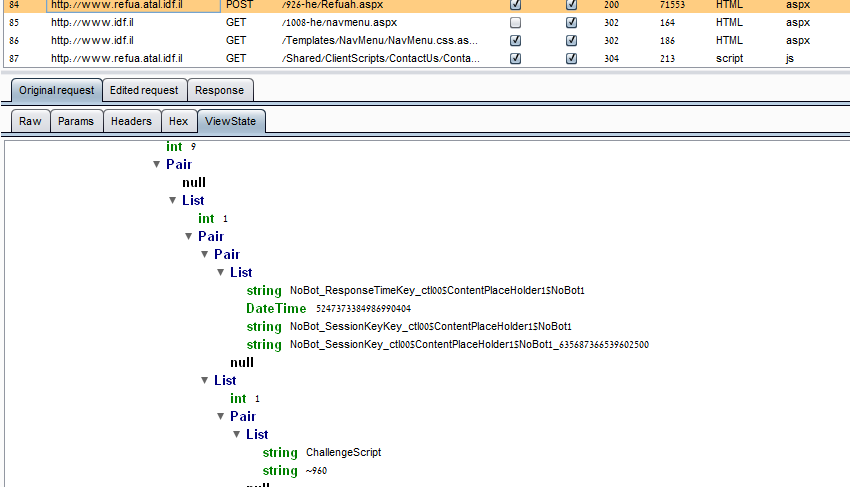 84 http://www.refua.atal.idf.il POST /926-he/Refuah.aspx 200 71553 HTML aspx
85 http://www.idf.il GET /1008-he/navmenu.aspx 302 164 HTML aspx
86 http://www.idf.il GET /Templates/NavMenu/NavMenu.css.as... 302 186 HTML aspx
87 http://www.refua.atal.idf.il GET /Shared/ClientScripts/ContactUs/Conta... 304 213 script js
Original request Edited request Response
Raw Params Headers Hex ViewState
int 9
Pair
null
List
int 1
Pair
Pair
List
string NoBot_ResponseTimeKey_ctl00$ContentPlaceHolder1$NoBot1
DateTime 5247373384986990404
string NoBot_SessionKeyKey_ctl00$ContentPlaceHolder1$NoBot1
string NoBot_SessionKey_ctl00$ContentPlaceHolder1$NoBot1_635687366539602500
null
List
int 1
Pair
List
string ChallengeScript
string ~960
null